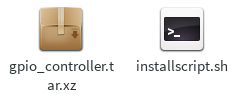 >_
gpio_controller.t
ar.xz
installscript.sh